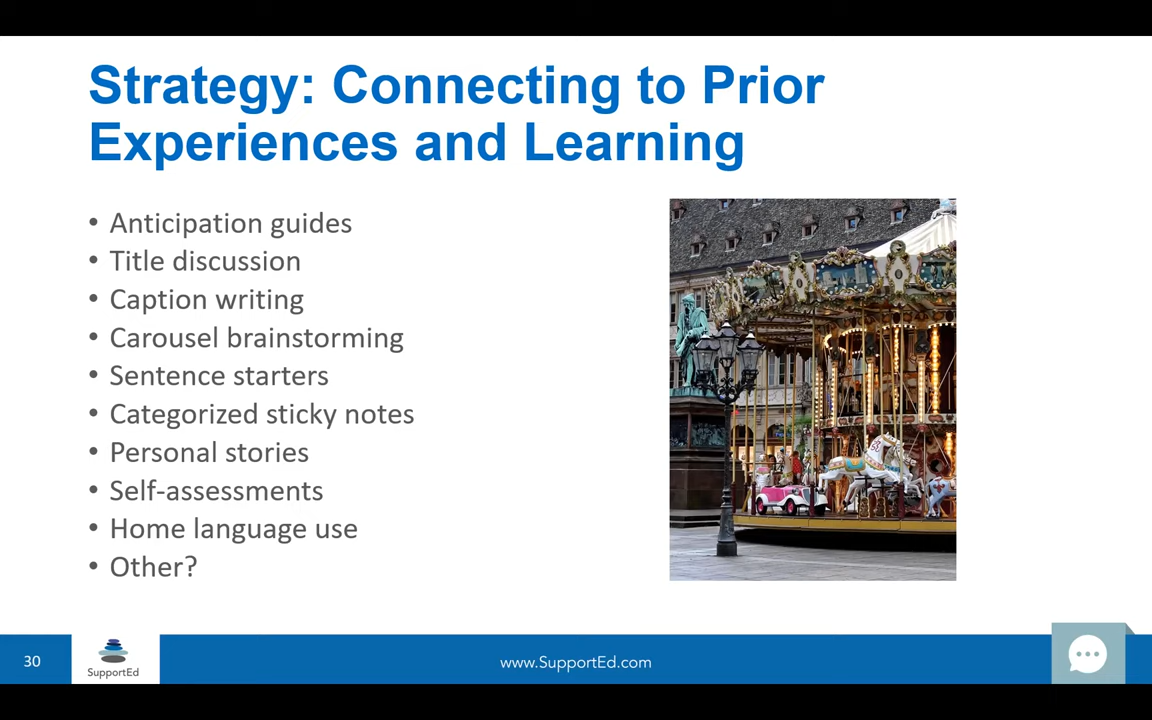 Strategy: Connecting to Prior
Experiences and Learning
• Anticipation guides
• Title discussion
• Caption writing
• Carousel brainstorming
• Sentence starters
• Categorized sticky notes
• Personal stories
• Self-assessments
• Home language use
• Other?
30
SupportEd
www.SupportEd.com